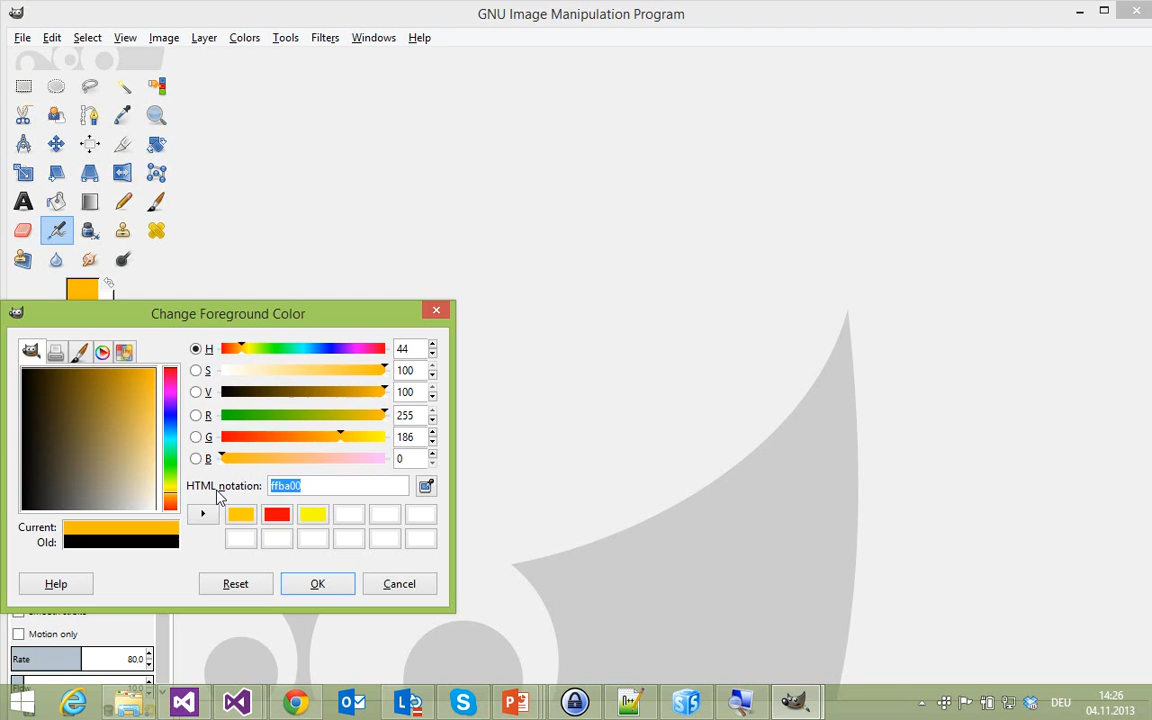 GNU Image Manipulation Program
File Edit Select View Image Layer Colors Tools Filters Windows Help
Change Foreground Color
H 44
S 100
V 100
R 255
G 186
B 0
HTML notation: ffba00
Current:
Old:
Help Reset OK Cancel
Motion only
Rate 80,0
DEU
14:26
04.11.2013